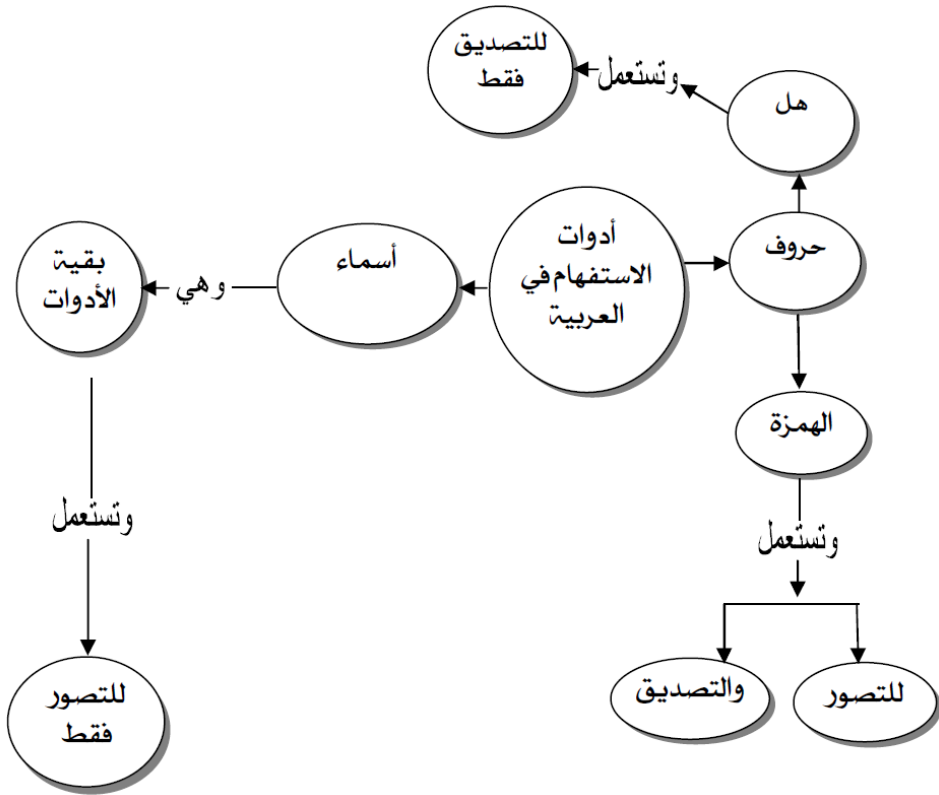 أدوات
الاستفهام في
العربية
حروف
هل
وتستعمل
للتصديق
فقط
الهمزة
وتستعمل
للتصور
والتصديق
أسماء
وهي
بقية
الأدوات
وتستعمل
للتصور
فقط